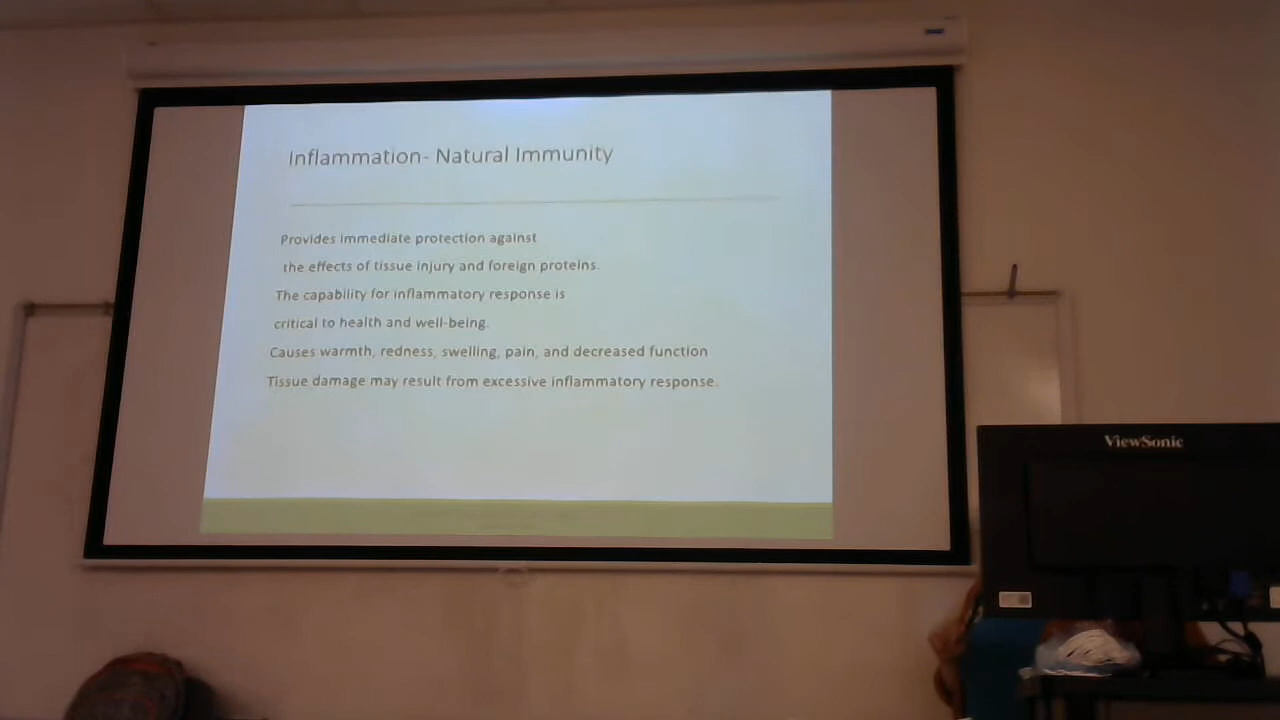 Inflammation- Natural Immunity
Provides immediate protection against
the effects of tissue injury and foreign proteins.
The capability for inflammatory response is
critical to health and well-being.
Causes warmth, redness, swelling, pain, and decreased function
Tissue damage may result from excessive inflammatory response.
ViewSonic